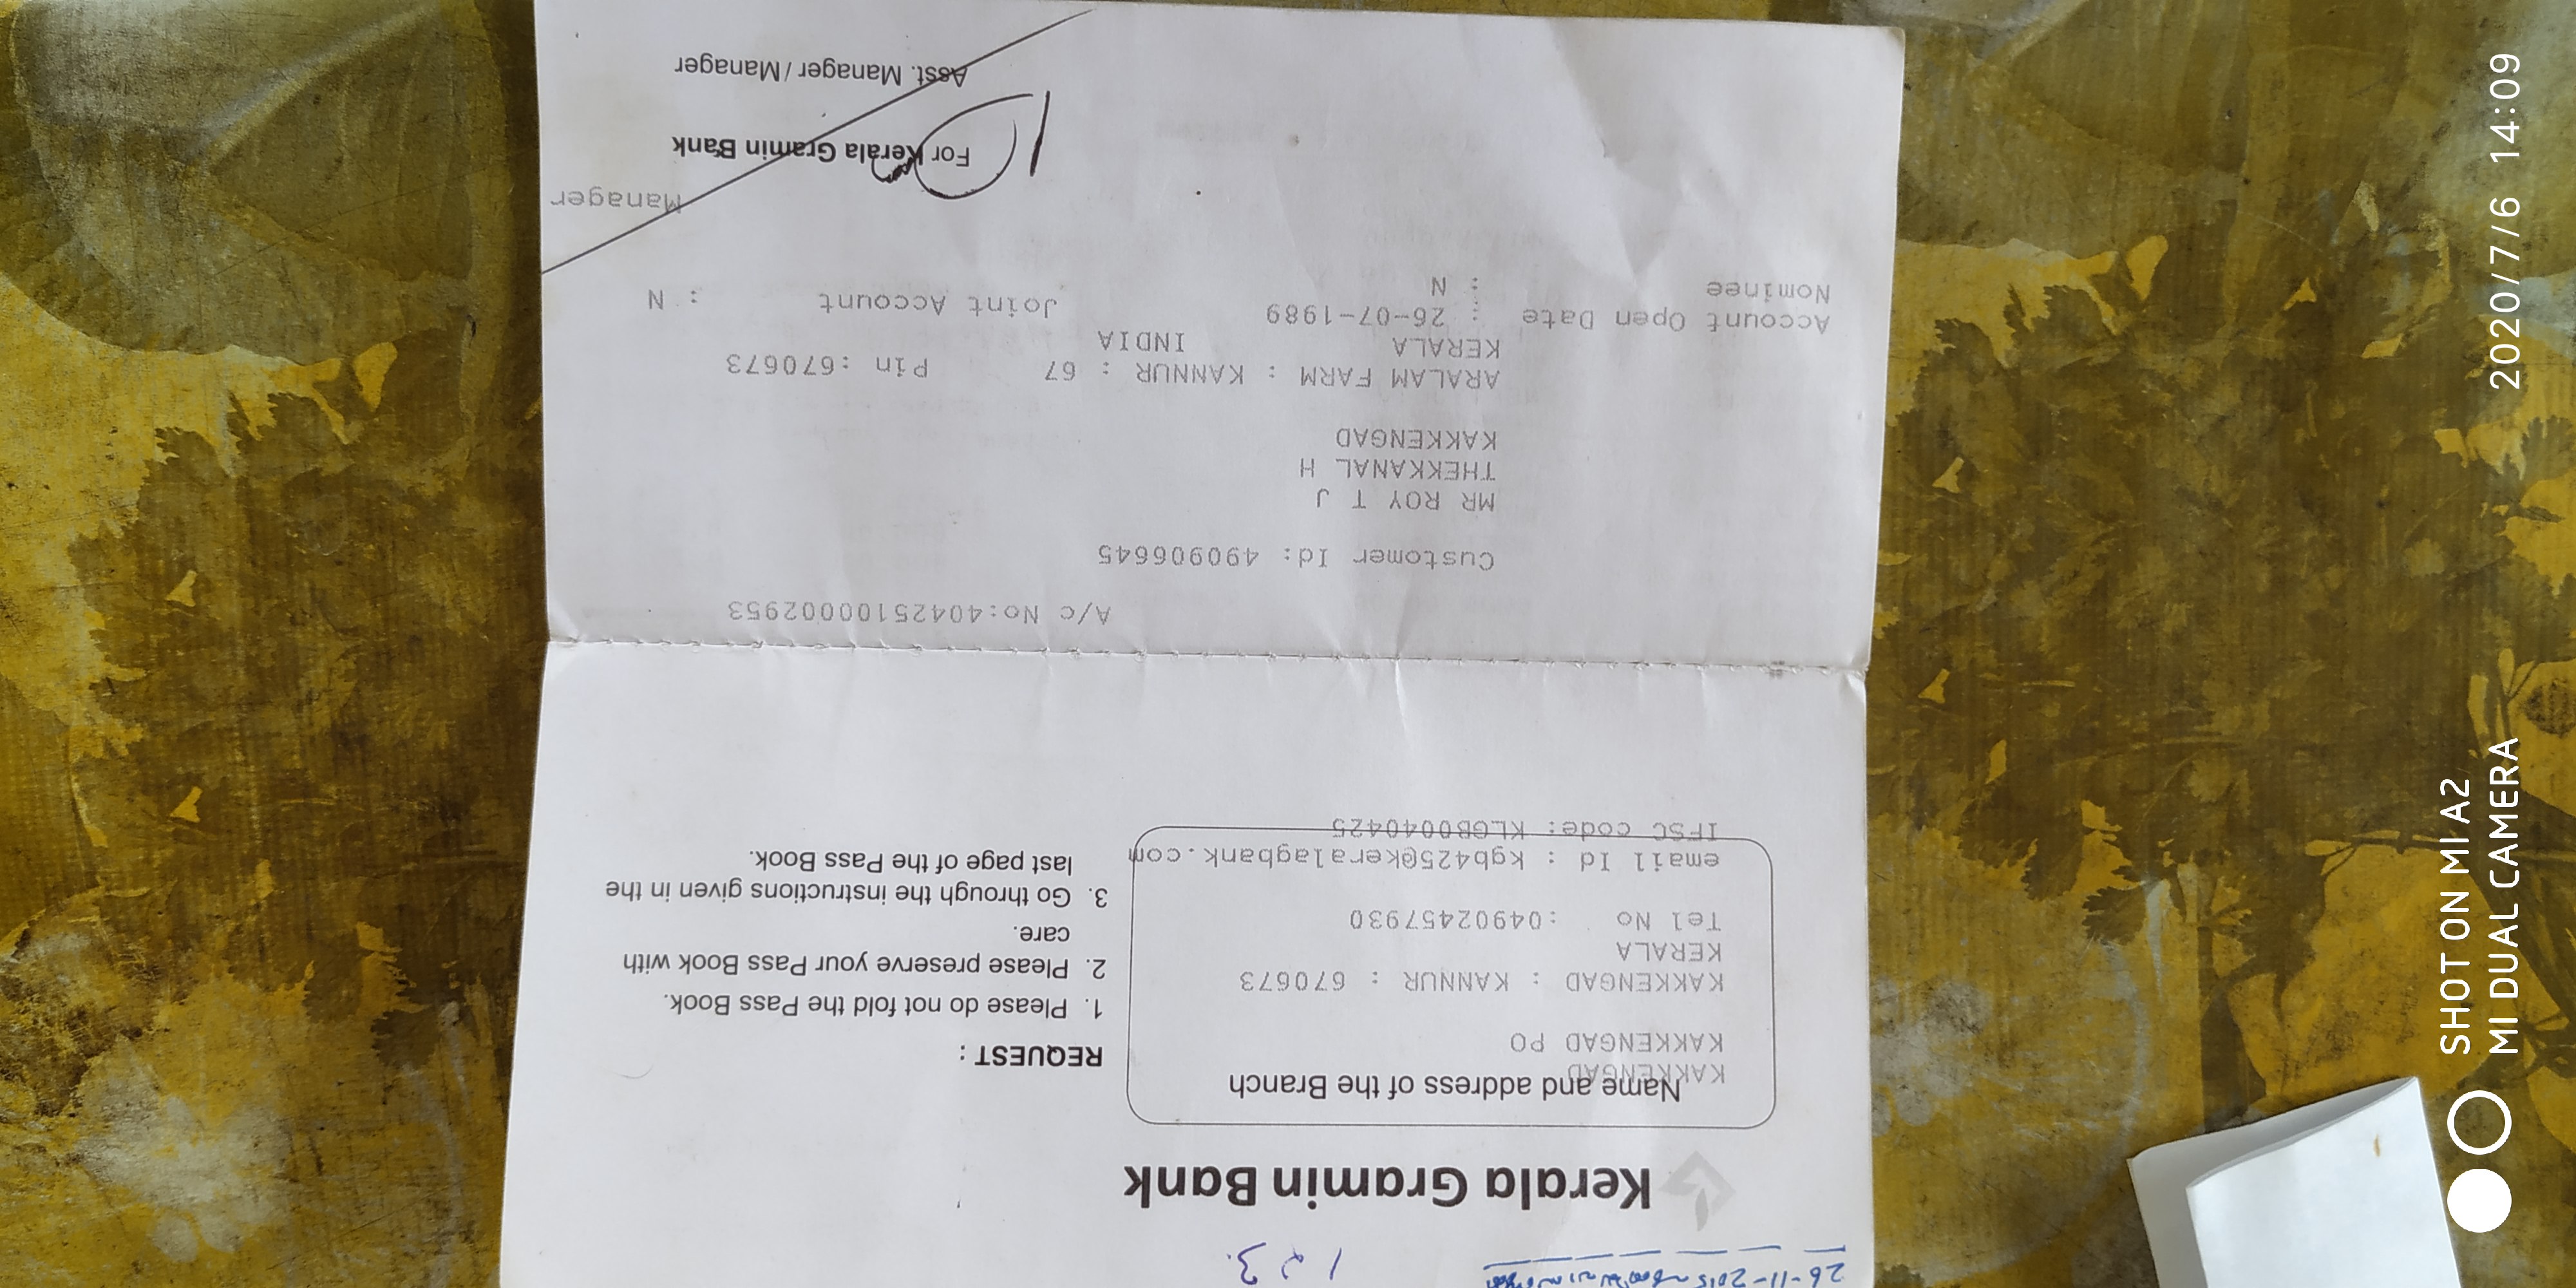 26-11-2015
123.
Kerala Gramin Bank
Name and address of the Branch
KAKKENGAD
KAKKENGAD PO
KAKKENGAD : KANNUR : 670673
KERALA
Tel No :04902457930
email Id : kgb425@keralagbank.com
IFSC code: KLGB0040425
REQUEST :
1. Please do not fold the Pass Book.
2. Please preserve your Pass Book with
care.
3. Go through the instructions given in the
last page of the Pass Book.
A/c No:40425100002953
Customer Id: 490906645
MR ROY T J
THEKKANAL H
KAKKENGAD
ARALAM FARM : KANNUR : 67 Pin :670673
KERALA INDIA
Account Open Date : 26-07-1989 Joint Account : N
Nominee : N
Manager
For Kerala Gramin Bank
Asst. Manager / Manager
SHOT ON MI A2
MI DUAL CAMERA
2020/7/6 14:09